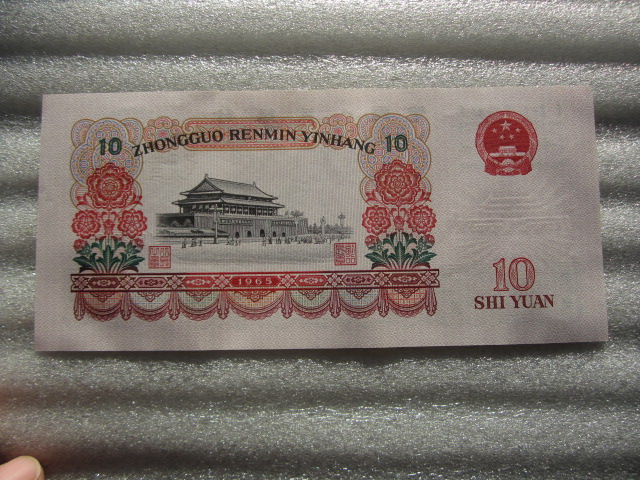 10 ZHONGGUO RENMIN YINHANG 10
1965
10
SHI YUAN